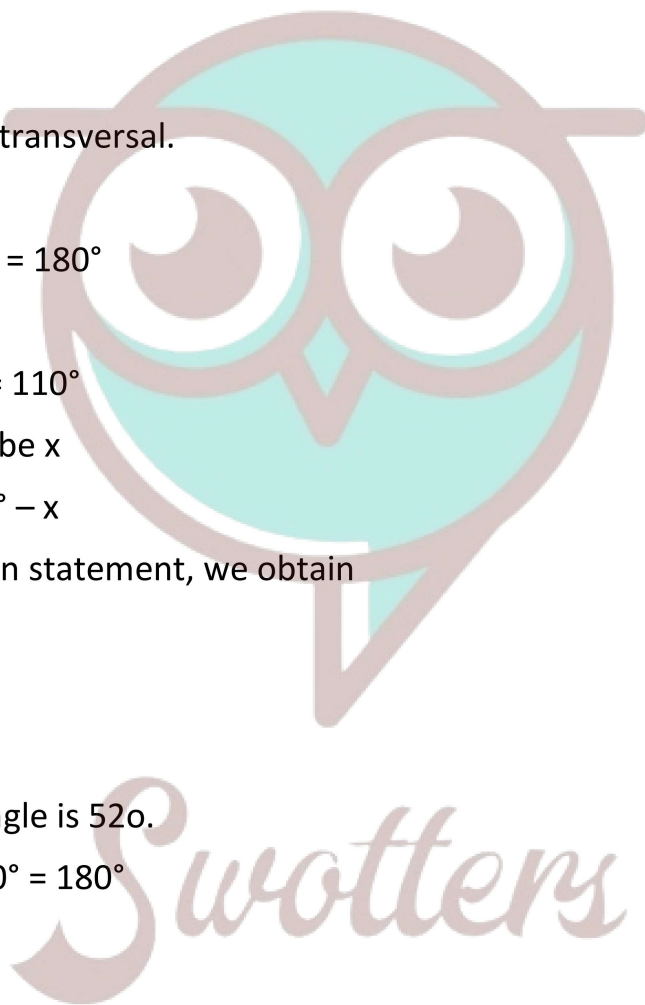 transversal.
= 180°
= 110°
be x
° – x
n statement, we obtain
gle is 52o.
0° = 180°
Swotters